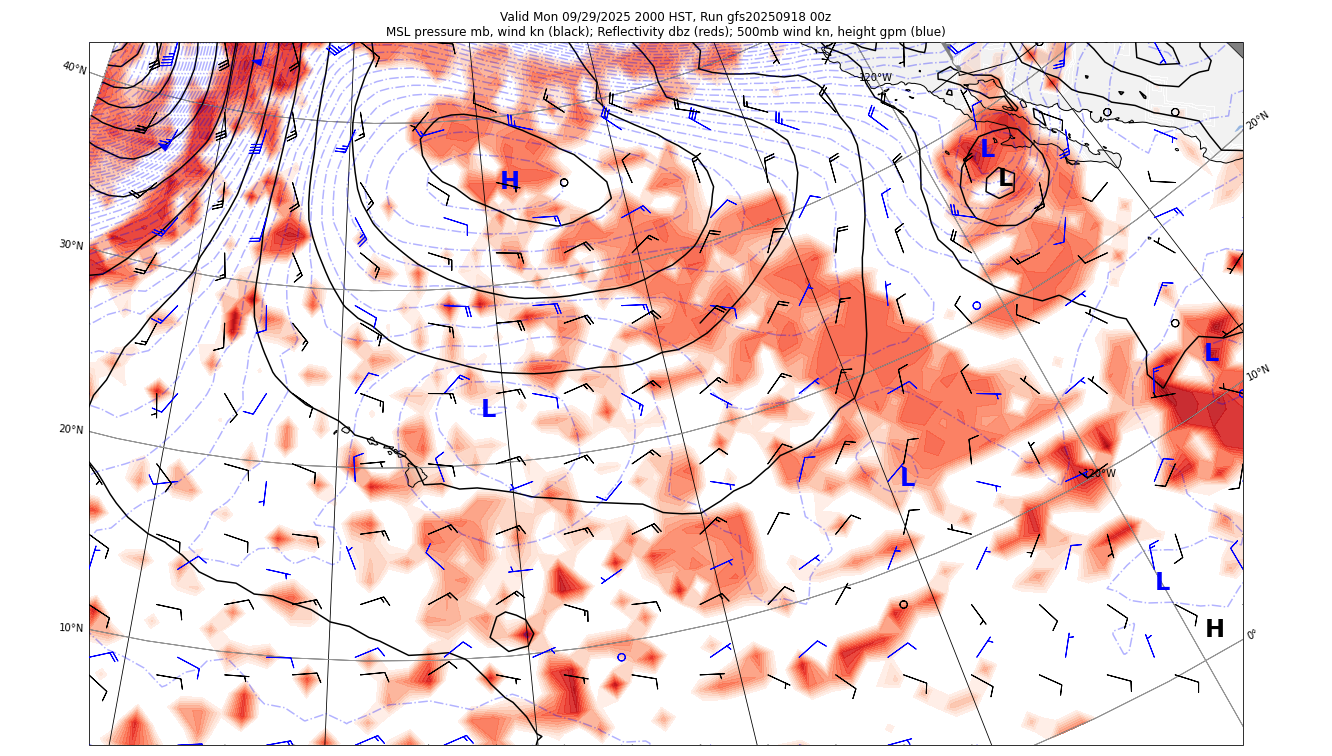 Valid Mon 09/29/2025 2000 HST, Run gfs20250918 00z
MSL pressure mb, wind kn (black); Reflectivity dbz (reds); 500mb wind kn, height gpm (blue)
40°N
120°W
20°N
L
H
L
30°N
L
10°N
L
20°N
L
120°W
L
10°N
H
0°